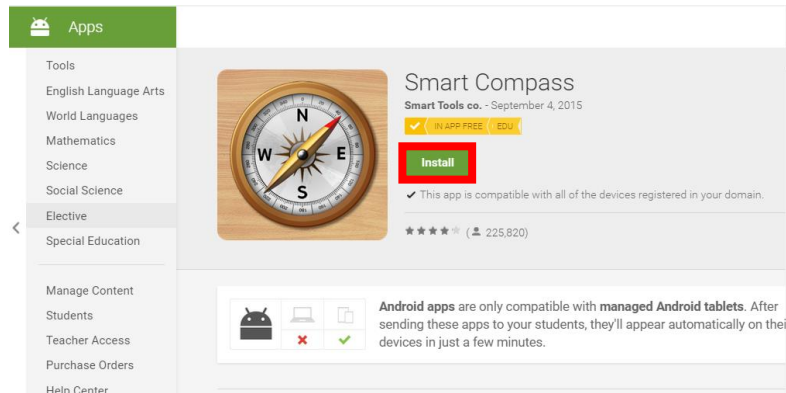 Apps
Tools
English Language Arts
World Languages
Mathematics
Science
Social Science
Elective
Special Education
Manage Content
Students
Teacher Access
Purchase Orders
Help Center
N
W E
S
Smart Compass
Smart Tools co. - September 4, 2015
IN APP FREE EDU
Install
This app is compatible with all of the devices registered in your domain.
(225,820)
Android apps are only compatible with managed Android tablets. After
sending these apps to your students, they'll appear automatically on thei
devices in just a few minutes.